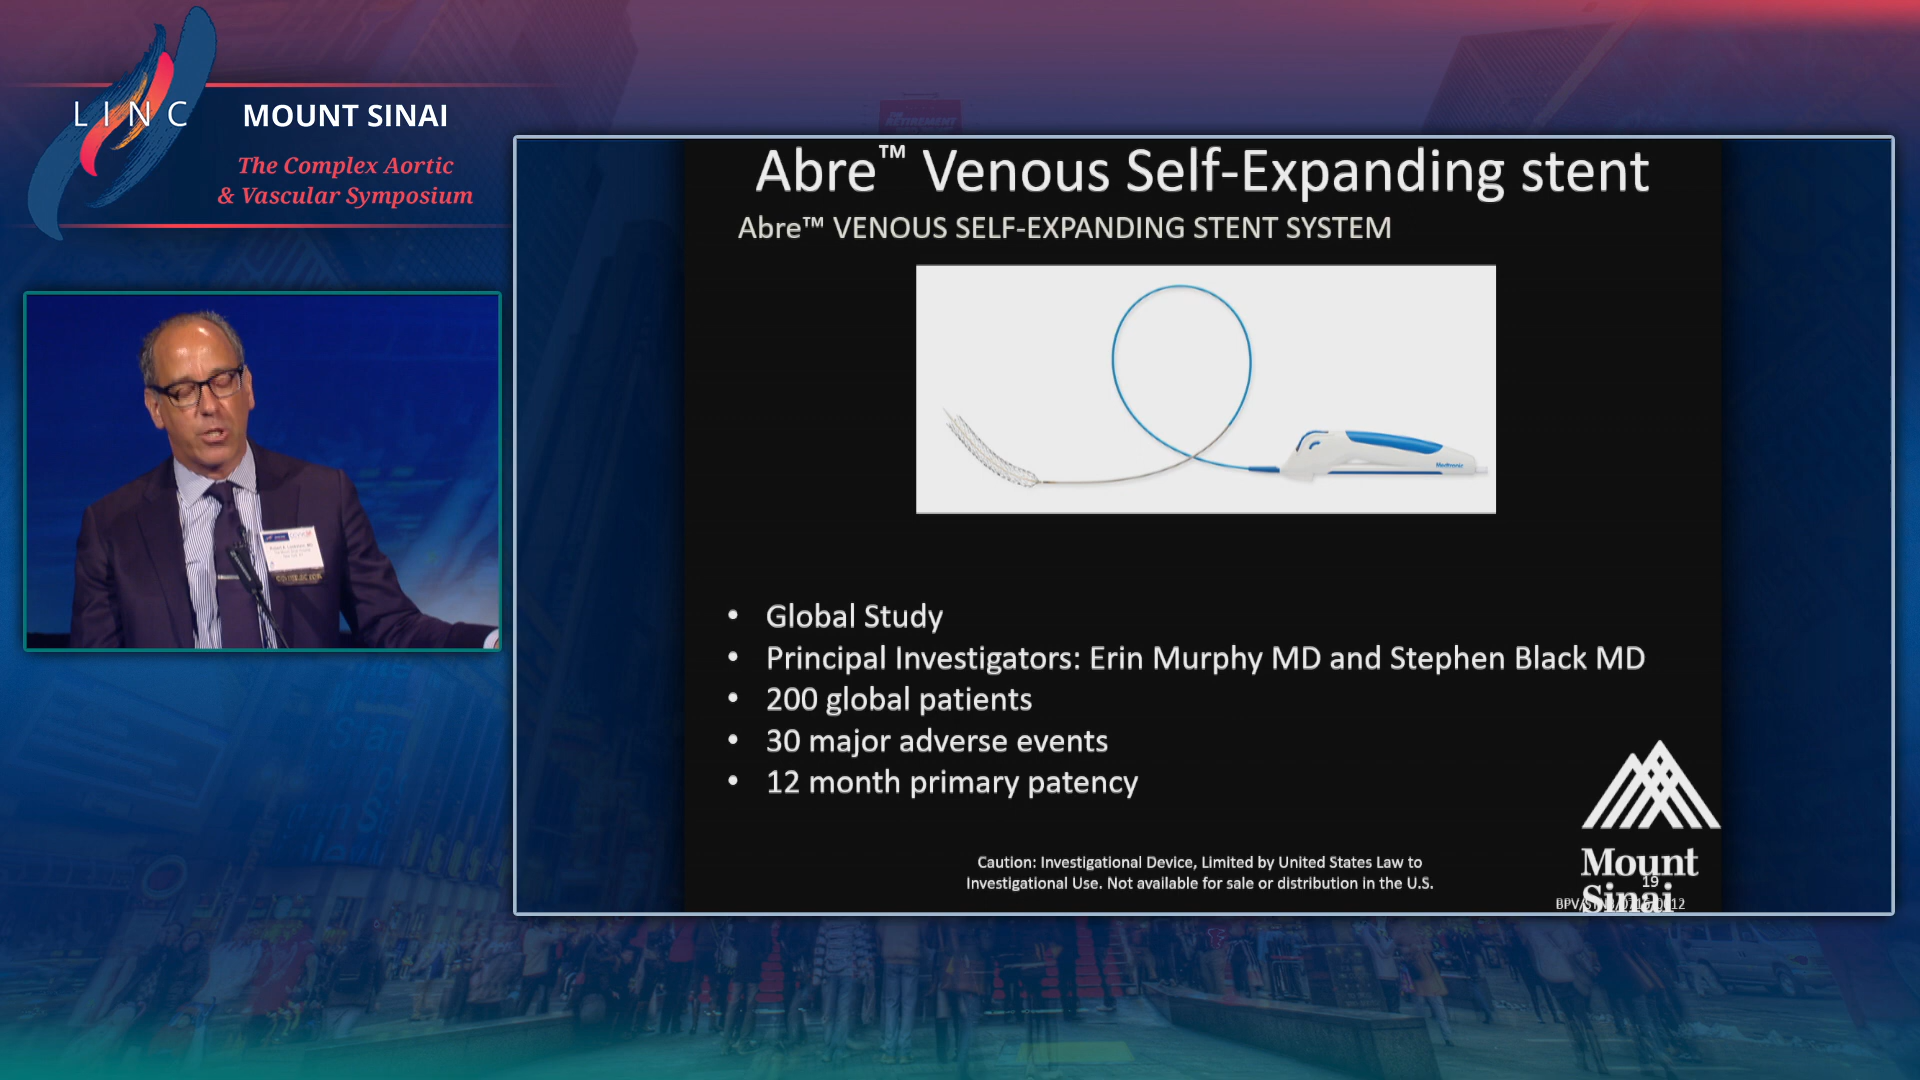 LINC
MOUNT SINAI
The Complex Aortic
& Vascular Symposium
Abre™ Venous Self-Expanding stent
Abre™ VENOUS SELF-EXPANDING STENT SYSTEM
Medtronic
• Global Study
• Principal Investigators: Erin Murphy MD and Stephen Black MD
• 200 global patients
• 30 major adverse events
• 12 month primary patency
Caution: Investigational Device, Limited by United States Law to
Investigational Use. Not available for sale or distribution in the U.S.
Mount
Sinai
19